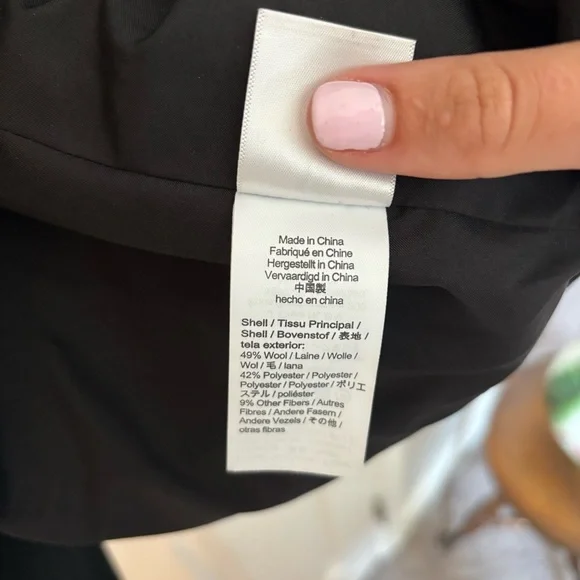 Made in China
Fabriqué en Chine
Hergestellt in China
Vervaardigd in China
中国製
hecho en china
Shell / Tissu Principal /
Shell / Bovenstof / 表地 /
tela exterior:
49% Wool / Laine / Wolle /
Wol / 毛 / lana
42% Polyester / Polyester /
Polyester / Polyester / ポリエ
ステル / poliéster
9% Other Fibers / Autres
Fibres / Andere Fasern /
Andere Vezels / その他 /
otras fibras